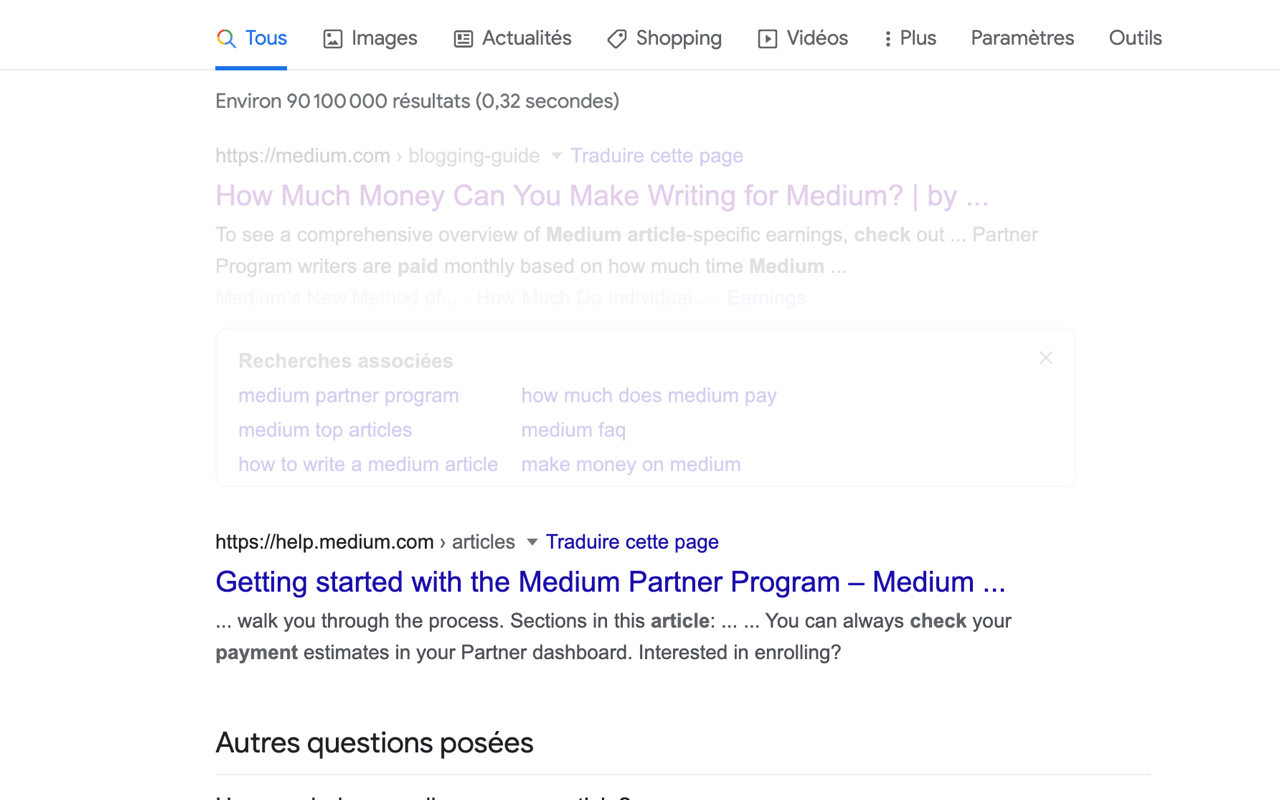 Tous Images Actualités Shopping Vidéos Plus Paramètres Outils
Environ 90 100 000 résultats (0,32 secondes)
https://medium.com › blogging-guide Traduire cette page
How Much Money Can You Make Writing for Medium? | by ...
To see a comprehensive overview of Medium article-specific earnings, check out ... Partner
Program writers are paid monthly based on how much time Medium ...
Medium's New Method of... · How Much Do Individual... · Earnings
Recherches associées
medium partner program how much does medium pay
medium top articles medium faq
how to write a medium article make money on medium
https://help.medium.com › articles Traduire cette page
Getting started with the Medium Partner Program – Medium ...
... walk you through the process. Sections in this article: ... ... You can always check your
payment estimates in your Partner dashboard. Interested in enrolling?
Autres questions posées